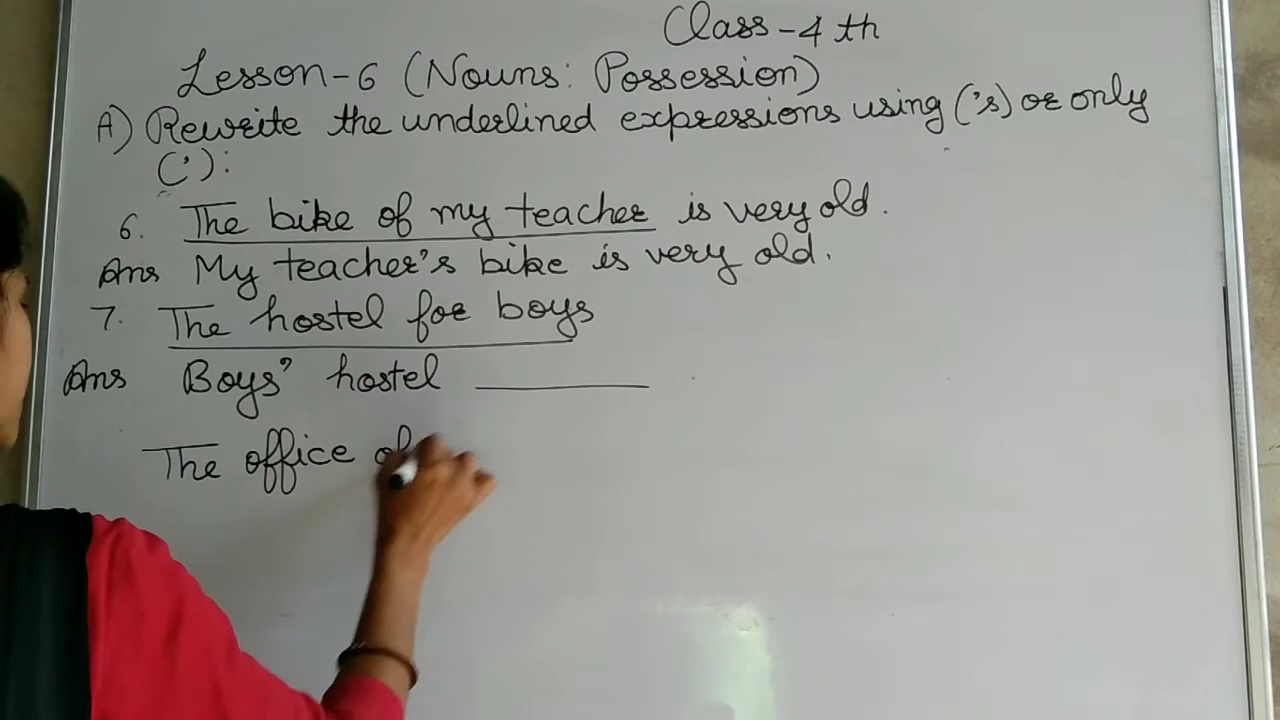 Class-4th
Lesson-6 (Nouns: Possession)
A) Rewrite the underlined expressions using ('s) or only
('):
6. The bike of my teacher is very old.
Ans My teacher's bike is very old.
7. The hostel for boys
Ans Boys' hostel
The office of